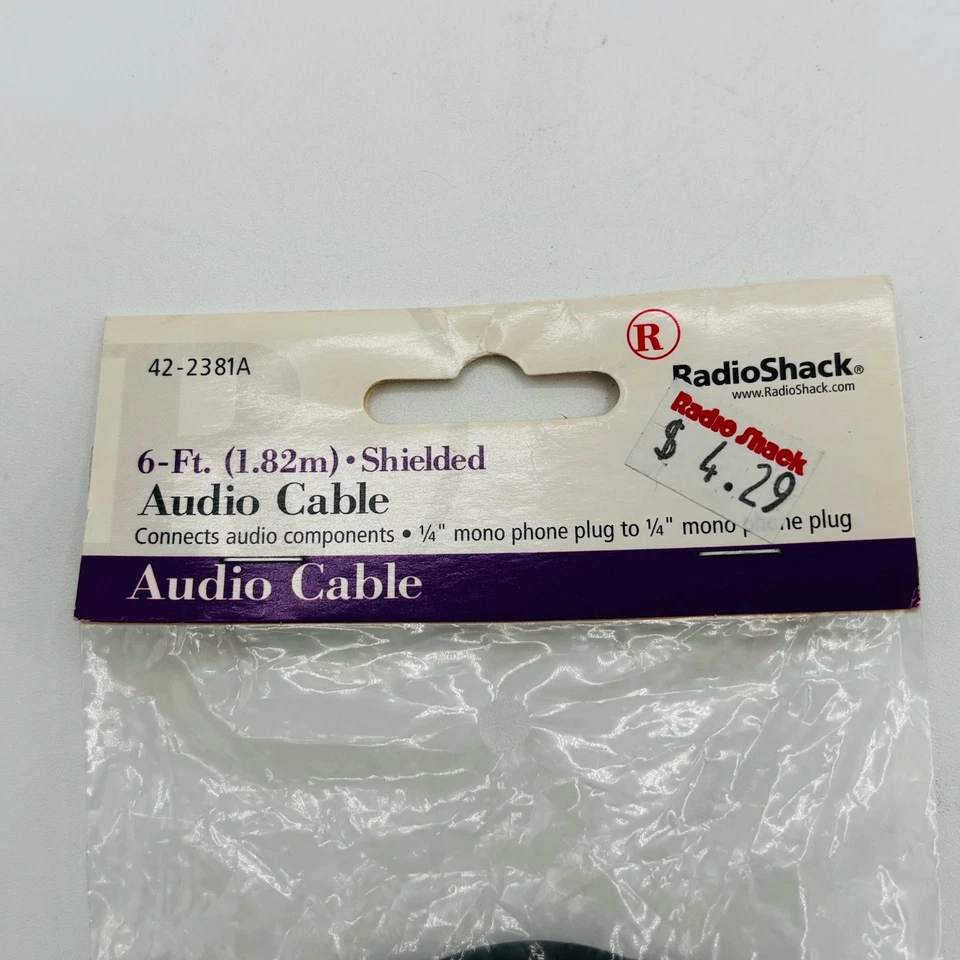 42-2381A
R
RadioShack®
www.RadioShack.com
Radio Shack
$ 4.29
6-Ft. (1.82m) • Shielded
Audio Cable
Connects audio components • ¼" mono phone plug to ¼" mono phone plug
Audio Cable